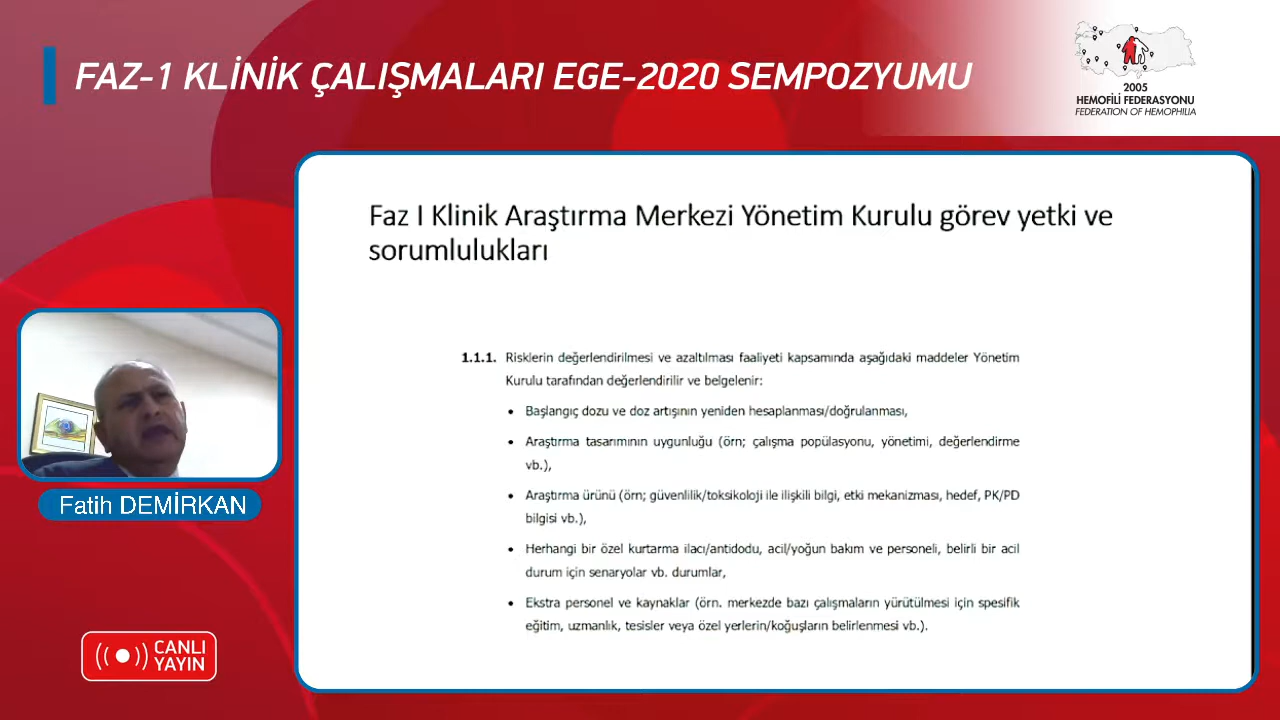 FAZ-1 KLİNİK ÇALIŞMALARI EGE-2020 SEMPOZYUMU
2005
HEMOFİLİ FEDERASYONU
FEDERATION OF HEMOPHILIA
Faz I Klinik Araştırma Merkezi Yönetim Kurulu görev yetki ve
sorumlulukları
1.1.1. Risklerin değerlendirilmesi ve azaltılması faaliyeti kapsamında aşağıdaki maddeler Yönetim
Kurulu tarafından değerlendirilir ve belgelenir:
• Başlangıç dozu ve doz artışının yeniden hesaplanması/doğrulanması,
• Araştırma tasarımının uygunluğu (örn; çalışma popülasyonu, yönetimi, değerlendirme
vb.),
• Araştırma ürünü (örn; güvenlilik/toksikoloji ile ilişkili bilgi, etki mekanizması, hedef, PK/PD
bilgisi vb.),
• Herhangi bir özel kurtarma ilacı/antidodu, acil/yoğun bakım ve personeli, belirli bir acil
durum için senaryolar vb. durumlar,
• Ekstra personel ve kaynaklar (örn. merkezde bazı çalışmaların yürütülmesi için spesifik
eğitim, uzmanlık, tesisler veya özel yerlerin/koğuşların belirlenmesi vb.).
Fatih DEMİRKAN
CANLI
YAYIN